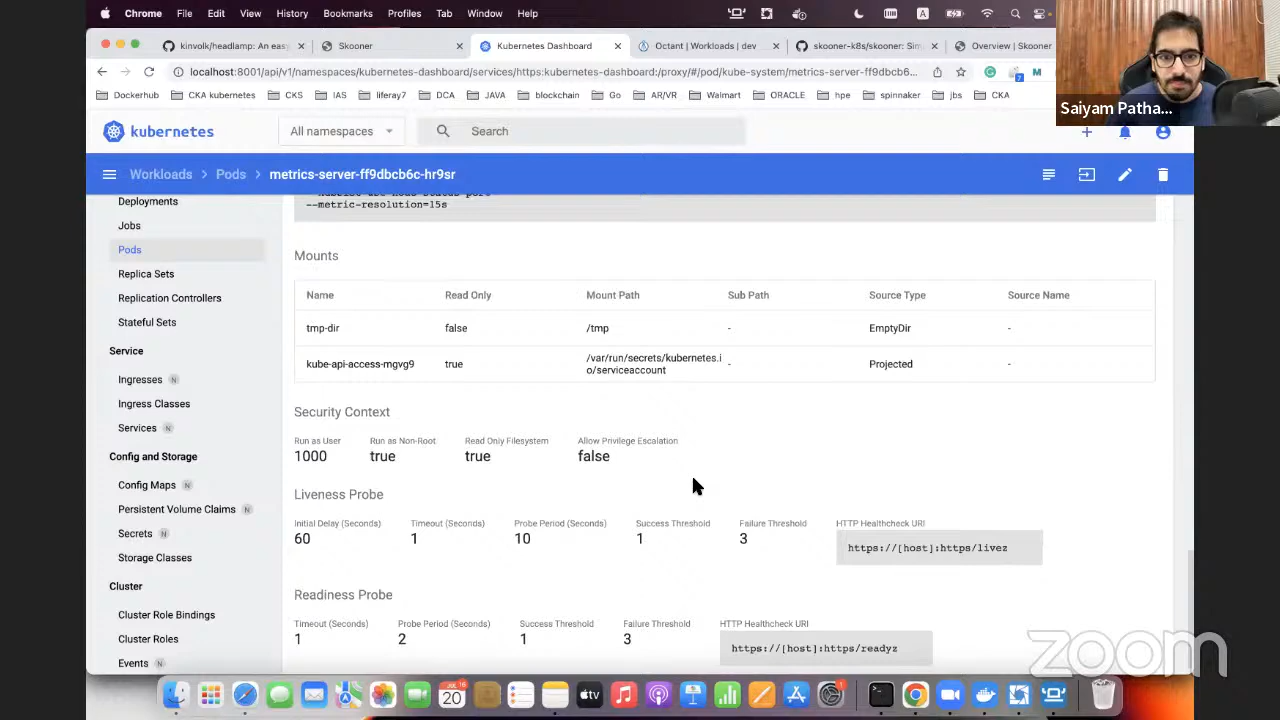 Chrome File Edit View History Bookmarks Profiles Tab Window Help
kinvolk/headlamp: An easy
Skooner
Kubernetes Dashboard
Octant | Workloads | dev
skooner-k8s/skooner: Sim
Overview | Skooner
localhost:8001/api/v1/namespaces/kubernetes-dashboard/services/https:kubernetes-dashboard:/proxy/#/pod/kube-system/metrics-server-ff9dbcb6c-h...
Dockerhub CKA kubernetes CKS IAS liferay7 DCA JAVA blockchain Go AR/VR Walmart ORACLE hpe spinnaker jbs CKA
Saiyam Patha...
kubernetes
All namespaces
Search
Workloads > Pods > metrics-server-ff9dbcb6c-hr9sr
Deployments
Jobs
Pods
Replica Sets
Replication Controllers
Stateful Sets
Service
Ingresses N
Ingress Classes
Services N
Config and Storage
Config Maps N
Persistent Volume Claims N
Secrets N
Storage Classes
Cluster
Cluster Role Bindings
Cluster Roles
Events N
--metric-resolution=15s
Mounts
Name Read Only Mount Path Sub Path Source Type Source Name
tmp-dir false /tmp - EmptyDir -
kube-api-access-mgvg9 true /var/run/secrets/kubernetes.i - Projected -
o/serviceaccount
Security Context
Run as User Run as Non-Root Read Only Filesystem Allow Privilege Escalation
1000 true true false
Liveness Probe
Initial Delay (Seconds) Timeout (Seconds) Probe Period (Seconds) Success Threshold Failure Threshold HTTP Healthcheck URI
60 1 10 1 3 https://[host]:https/livez
Readiness Probe
Timeout (Seconds) Probe Period (Seconds) Success Threshold Failure Threshold HTTP Healthcheck URI
1 2 1 3 https://[host]:https/readyz
zoom
JUL
20
tv